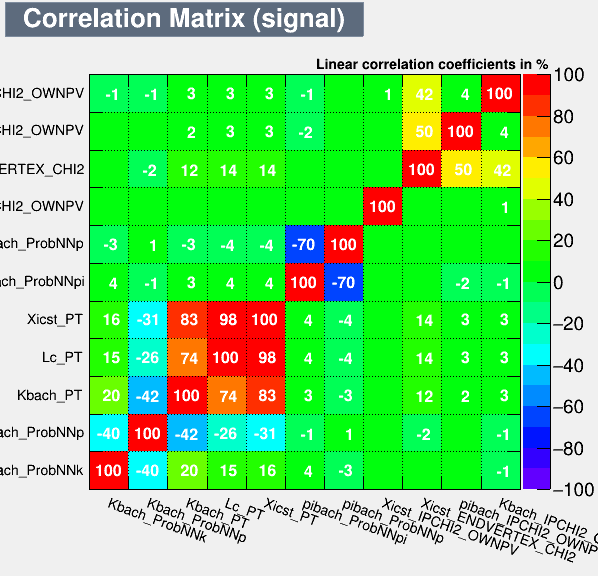 Correlation Matrix (signal)
Linear correlation coefficients in %
CHI2_OWNPV -1 -1 3 3 3 -1 1 42 4 100
CHI2_OWNPV 2 3 3 -2 50 100 4
ERTEX_CHI2 -2 12 14 14 100 50 42
CHI2_OWNPV 100 1
ach_ProbNNp -3 1 -3 -4 -4 -70 100
ach_ProbNNpi 4 -1 3 4 4 100 -70 -2 -1
Xicst_PT 16 -31 83 98 100 4 -4 14 3 3
Lc_PT 15 -26 74 100 98 4 -4 14 3 3
Kbach_PT 20 -42 100 74 83 3 -3 12 2 3
ach_ProbNNp -40 100 -42 -26 -31 -1 1 -2 -1
ach_ProbNNk 100 -40 20 15 16 4 -3 -1
100
80
60
40
20
0
−20
−40
−60
−80
−100
Kbach_ProbNNk
Kbach_ProbNNp
Kbach_PT
Lc_PT
Xicst_PT
pibach_ProbNNpi
pibach_ProbNNp
Xicst_IPCHI2_OWNPV
Xicst_ENDVERTEX_CHI2
pibach_IPCHI2_OWNP
Kbach_IPCHI2_O